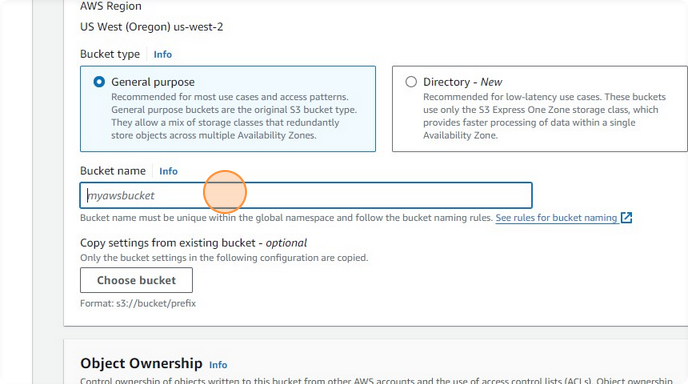 AWS Region
US West (Oregon) us-west-2
Bucket type Info
General purpose
Recommended for most use cases and access patterns.
General purpose buckets are the original S3 bucket type.
They allow a mix of storage classes that redundantly
store objects across multiple Availability Zones.
Directory - New
Recommended for low-latency use cases. These buckets
use only the S3 Express One Zone storage class, which
provides faster processing of data within a single
Availability Zone.
Bucket name Info
myawsbucket
Bucket name must be unique within the global namespace and follow the bucket naming rules. See rules for bucket naming
Copy settings from existing bucket - optional
Only the bucket settings in the following configuration are copied.
Choose bucket
Format: s3://bucket/prefix
Object Ownership Info
Control ownership of objects written to this bucket from other AWS accounts and the use of access control lists (ACLs). Object ownership